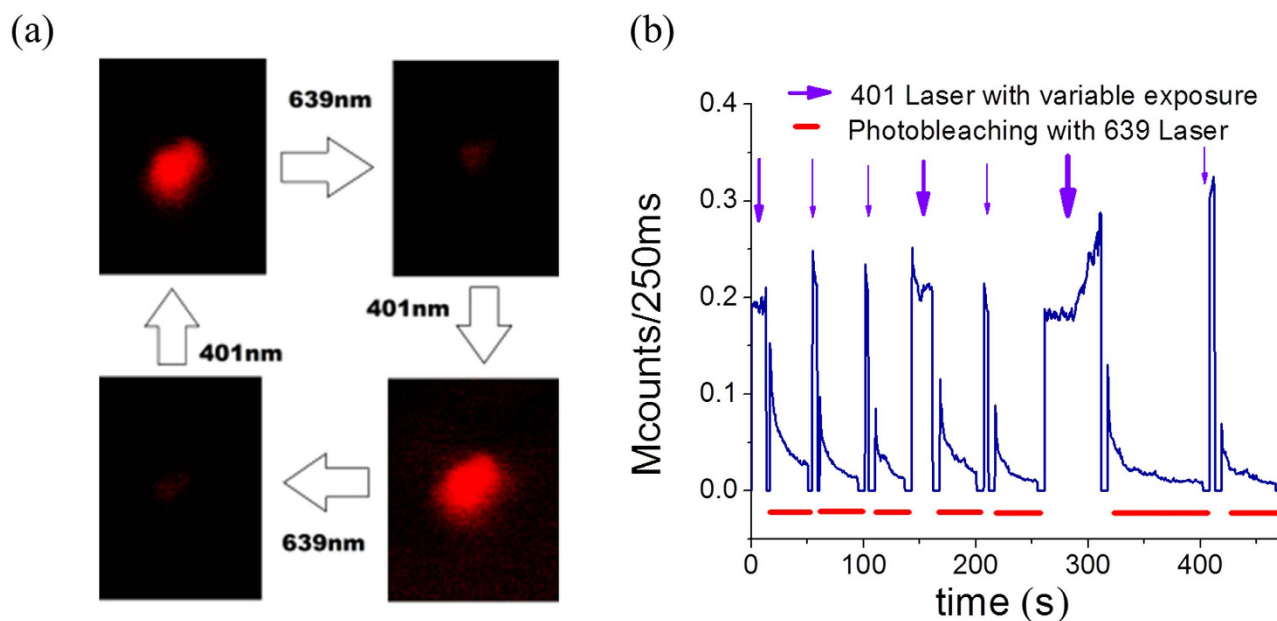 (a)
639nm
401nm
401nm
639nm
(b)
401 Laser with variable exposure
Photobleaching with 639 Laser
0.4
0.3
0.2
0.1
0.0
Mcounts/250ms
0 100 200 300 400
time (s)